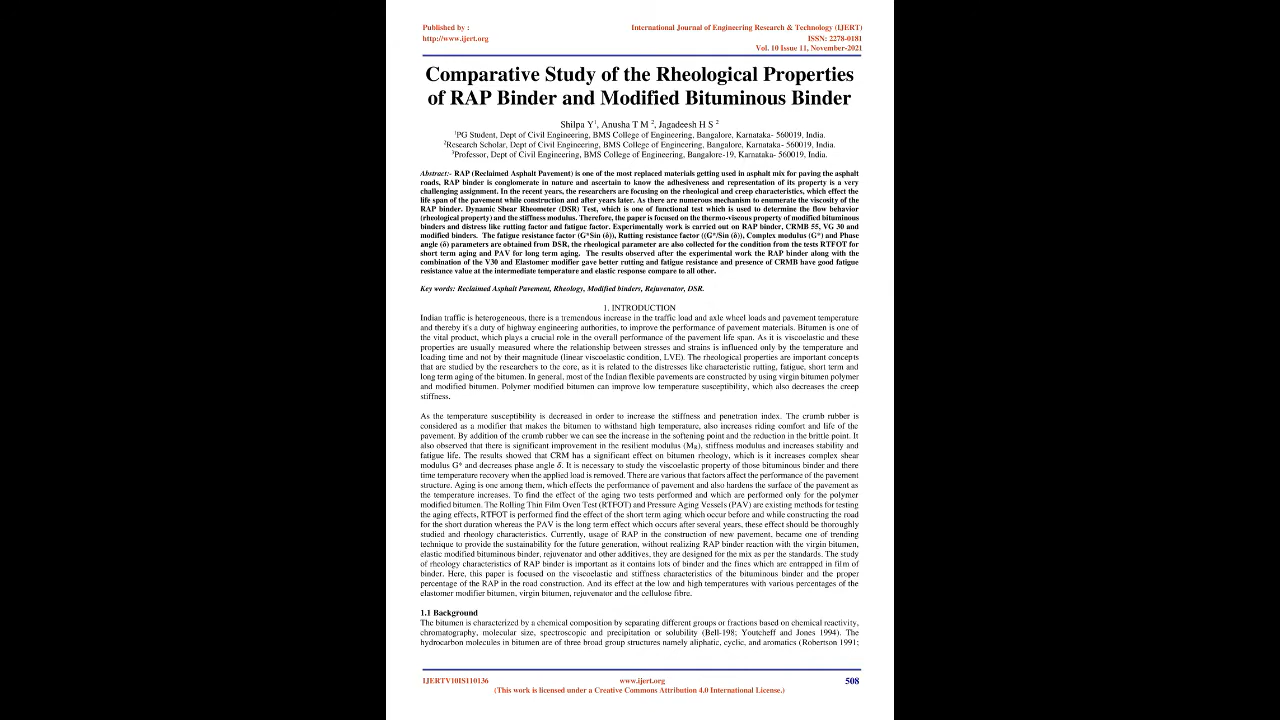 Published by :
http://www.ijert.org
International Journal of Engineering Research & Technology (IJERT)
ISSN: 2278-0181
Vol. 10 Issue 11, November-2021
Comparative Study of the Rheological Properties
of RAP Binder and Modified Bituminous Binder
Shilpa Y1, Anusha T M 2, Jagadeesh H S 2
1PG Student, Dept of Civil Engineering, BMS College of Engineering, Bangalore, Karnataka- 560019, India.
2Research Scholar, Dept of Civil Engineering, BMS College of Engineering, Bangalore, Karnataka- 560019, India.
3Professor, Dept of Civil Engineering, BMS College of Engineering, Bangalore-19, Karnataka- 560019, India.
Abstract:- RAP (Reclaimed Asphalt Pavement) is one of the most replaced materials getting used in asphalt mix for paving the asphalt
roads, RAP binder is conglomerate in nature and ascertain to know the adhesiveness and representation of its property is a very
challenging assignment. In the recent years, the researchers are focusing on the rheological and creep characteristics, which effect the
life span of the pavement while construction and after years later. As there are numerous mechanism to enumerate the viscosity of the
RAP binder. Dynamic Shear Rheometer (DSR) Test, which is one of functional test which is used to determine the flow behavior
(rheological property) and the stiffness modulus. Therefore, the paper is focused on the thermo-viscous property of modified bituminous
binders and distress like rutting factor and fatigue factor. Experimentally work is carried out on RAP binder, CRMB 55, VG 30 and
modified binders. The fatigue resistance factor (G*Sin (δ)), Rutting resistance factor ((G*/Sin (δ)), Complex modulus (G*) and Phase
angle (δ) parameters are obtained from DSR, the rheological parameter are also collected for the condition from the tests RTFOT for
short term aging and PAV for long term aging. The results observed after the experimental work the RAP binder along with the
combination of the V30 and Elastomer modifier gave better rutting and fatigue resistance and presence of CRMB have good fatigue
resistance value at the intermediate temperature and elastic response compare to all other.
Key words: Reclaimed Asphalt Pavement, Rheology, Modified binders, Rejuvenator, DSR.
1. INTRODUCTION
Indian traffic is heterogeneous, there is a tremendous increase in the traffic load and axle wheel loads and pavement temperature
and thereby it's a duty of highway engineering authorities, to improve the performance of pavement materials. Bitumen is one of
the vital product, which plays a crucial role in the overall performance of the pavement life span. As it is viscoelastic and these
properties are usually measured where the relationship between stresses and strains is influenced only by the temperature and
loading time and not by their magnitude (linear viscoelastic condition, LVE). The rheological properties are important concepts
that are studied by the researchers to the core, as it is related to the distresses like characteristic rutting, fatigue, short term and
long term aging of the bitumen. In general, most of the Indian flexible pavements are constructed by using virgin bitumen polymer
and modified bitumen. Polymer modified bitumen can improve low temperature susceptibility, which also decreases the creep
stiffness.
As the temperature susceptibility is decreased in order to increase the stiffness and penetration index. The crumb rubber is
considered as a modifier that makes the bitumen to withstand high temperature, also increases riding comfort and life of the
pavement. By addition of the crumb rubber we can see the increase in the softening point and the reduction in the brittle point. It
also observed that there is significant improvement in the resilient modulus (MR), stiffness modulus and increases stability and
fatigue life. The results showed that CRM has a significant effect on bitumen rheology, which is it increases complex shear
modulus G* and decreases phase angle δ. It is necessary to study the viscoelastic property of those bituminous binder and there
time temperature recovery when the applied load is removed. There are various that factors affect the performance of the pavement
structure. Aging is one among them, which effects the performance of pavement and also hardens the surface of the pavement as
the temperature increases. To find the effect of the aging two tests performed and which are performed only for the polymer
modified bitumen. The Rolling Thin Film Oven Test (RTFOT) and Pressure Aging Vessels (PAV) are existing methods for testing
the aging effects, RTFOT is performed find the effect of the short term aging which occur before and while constructing the road
for the short duration whereas the PAV is the long term effect which occurs after several years, these effect should be thoroughly
studied and rheology characteristics. Currently, usage of RAP in the construction of new pavement, became one of trending
technique to provide the sustainability for the future generation, without realizing RAP binder reaction with the virgin bitumen,
elastic modified bituminous binder, rejuvenator and other additives, they are designed for the mix as per the standards. The study
of rheology characteristics of RAP binder is important as it contains lots of binder and the fines which are entrapped in film of
binder. Here, this paper is focused on the viscoelastic and stiffness characteristics of the bituminous binder and the proper
percentage of the RAP in the road construction. And its effect at the low and high temperatures with various percentages of the
elastomer modifier bitumen, virgin bitumen, rejuvenator and the cellulose fibre.
1.1 Background
The bitumen is characterized by a chemical composition by separating different groups or fractions based on chemical reactivity,
chromatography, molecular size, spectroscopic and precipitation or solubility (Bell-198; Youtcheff and Jones 1994). The
hydrocarbon molecules in bitumen are of three broad group structures namely aliphatic, cyclic, and aromatics (Robertson 1991;
IJERTV10IS110136
www.ijert.org
508
(This work is licensed under a Creative Commons Attribution 4.0 International License.)